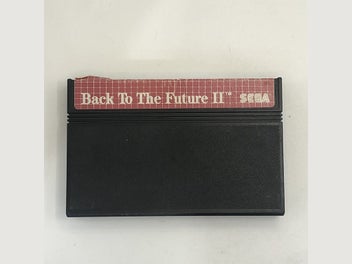 Back To The Future II™ SEGA